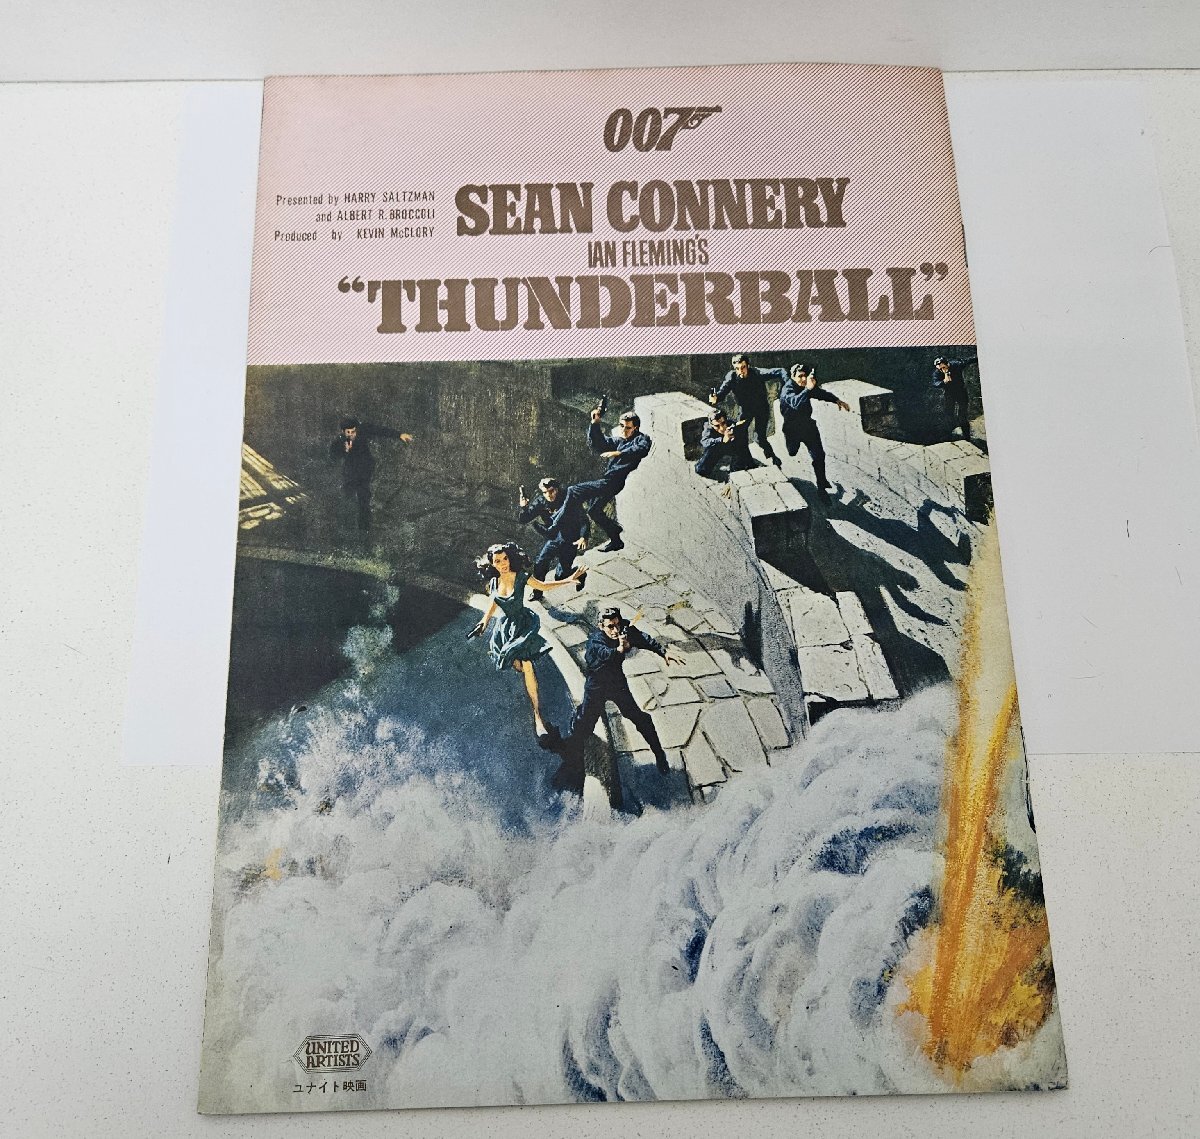 007
Presented by HARRY SALTZMAN
and ALBERT R. BROCCOLI
Produced by KEVIN McCLORY
SEAN CONNERY
IAN FLEMING'S
“THUNDERBALL”
UNITED
ARTISTS
ユナイト映画